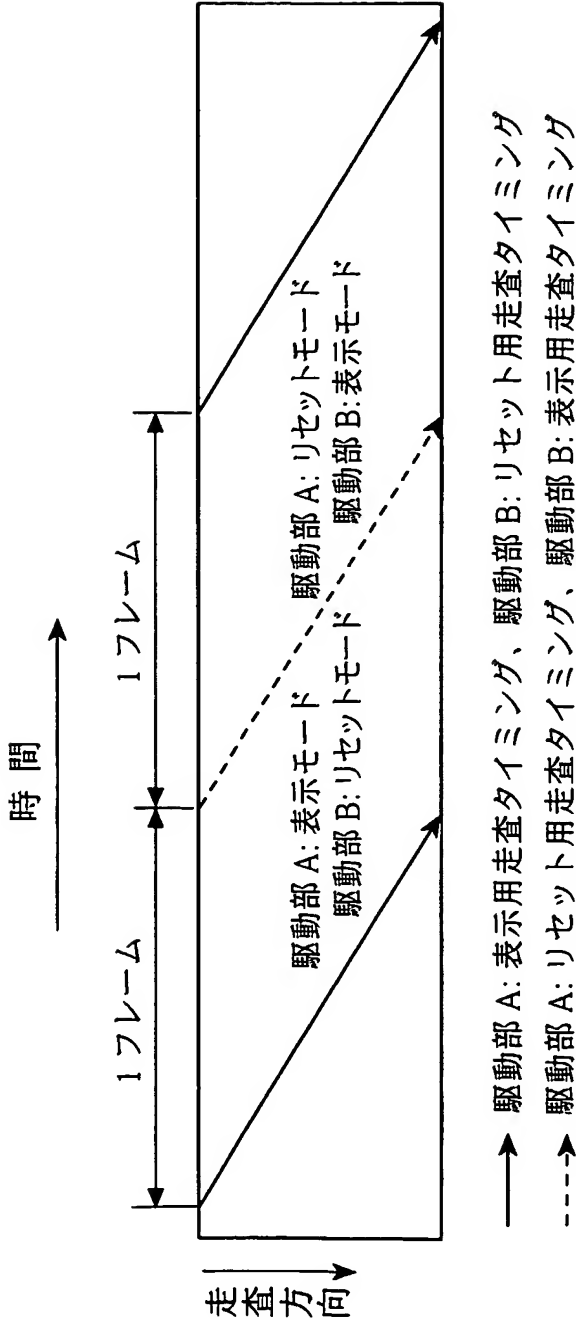 時間
1フレーム
1フレーム
走査方向
駆動部 A: 表示モード
駆動部 B: リセットモード
駆動部 A: リセットモード
駆動部 B: 表示モード
駆動部 A: 表示用走査タイミング、駆動部 B: リセット用走査タイミング
駆動部 A: リセット用走査タイミング、駆動部 B: 表示用走査タイミング